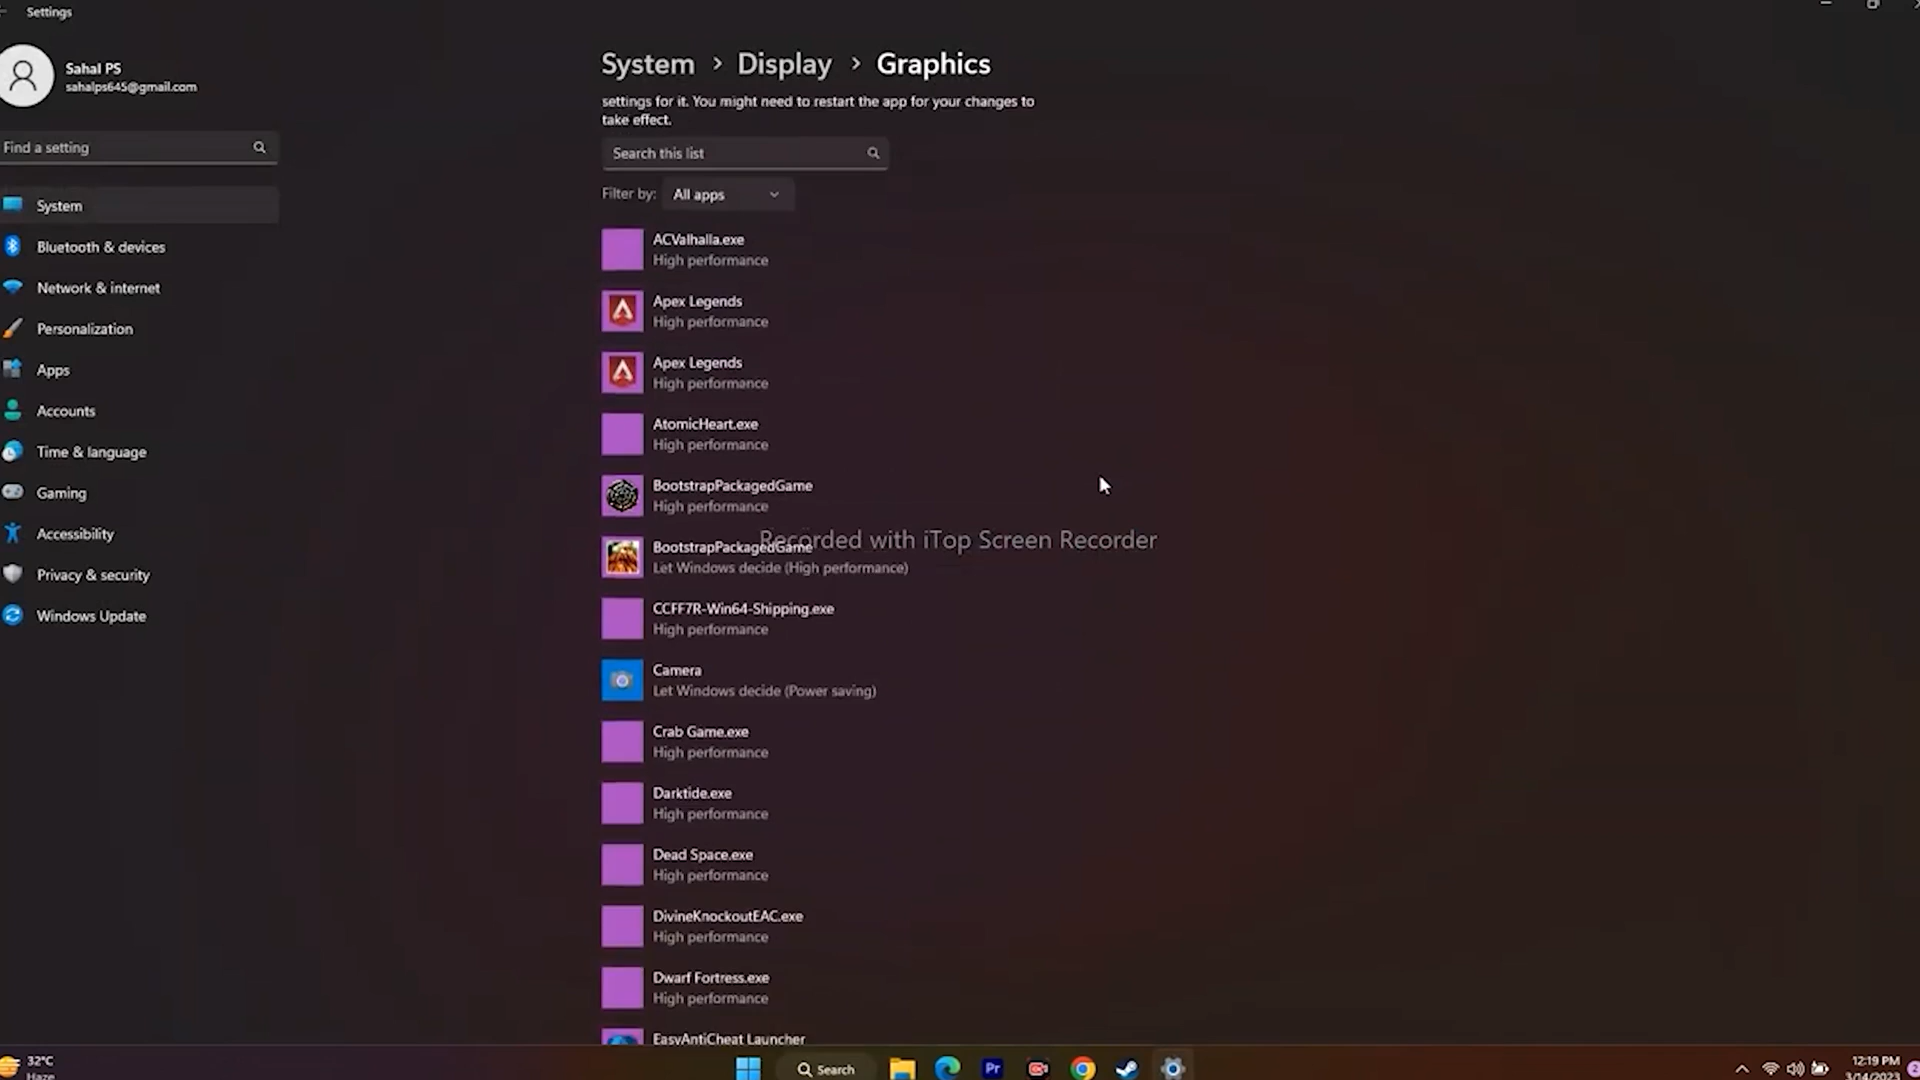 Settings
Sahal PS
sahalps645@gmail.com
Find a setting
System
Bluetooth & devices
Network & internet
Personalization
Apps
Accounts
Time & language
Gaming
Accessibility
Privacy & security
Windows Update
System > Display > Graphics
settings for it. You might need to restart the app for your changes to
take effect.
Search this list
Filter by: All apps
ACValhalla.exe
High performance
Apex Legends
High performance
Apex Legends
High performance
AtomicHeart.exe
High performance
BootstrapPackagedGame
High performance
Recorded with iTop Screen Recorder
BootstrapPackagedGame
Let Windows decide (High performance)
CCFF7R-Win64-Shipping.exe
High performance
Camera
Let Windows decide (Power saving)
Crab Game.exe
High performance
Darktide.exe
High performance
Dead Space.exe
High performance
DivineKnockoutEAC.exe
High performance
Dwarf Fortress.exe
High performance
EasyAntiCheat Launcher
32°C
Haze
Search
Pr
12:19 PM
3/14/2023
2